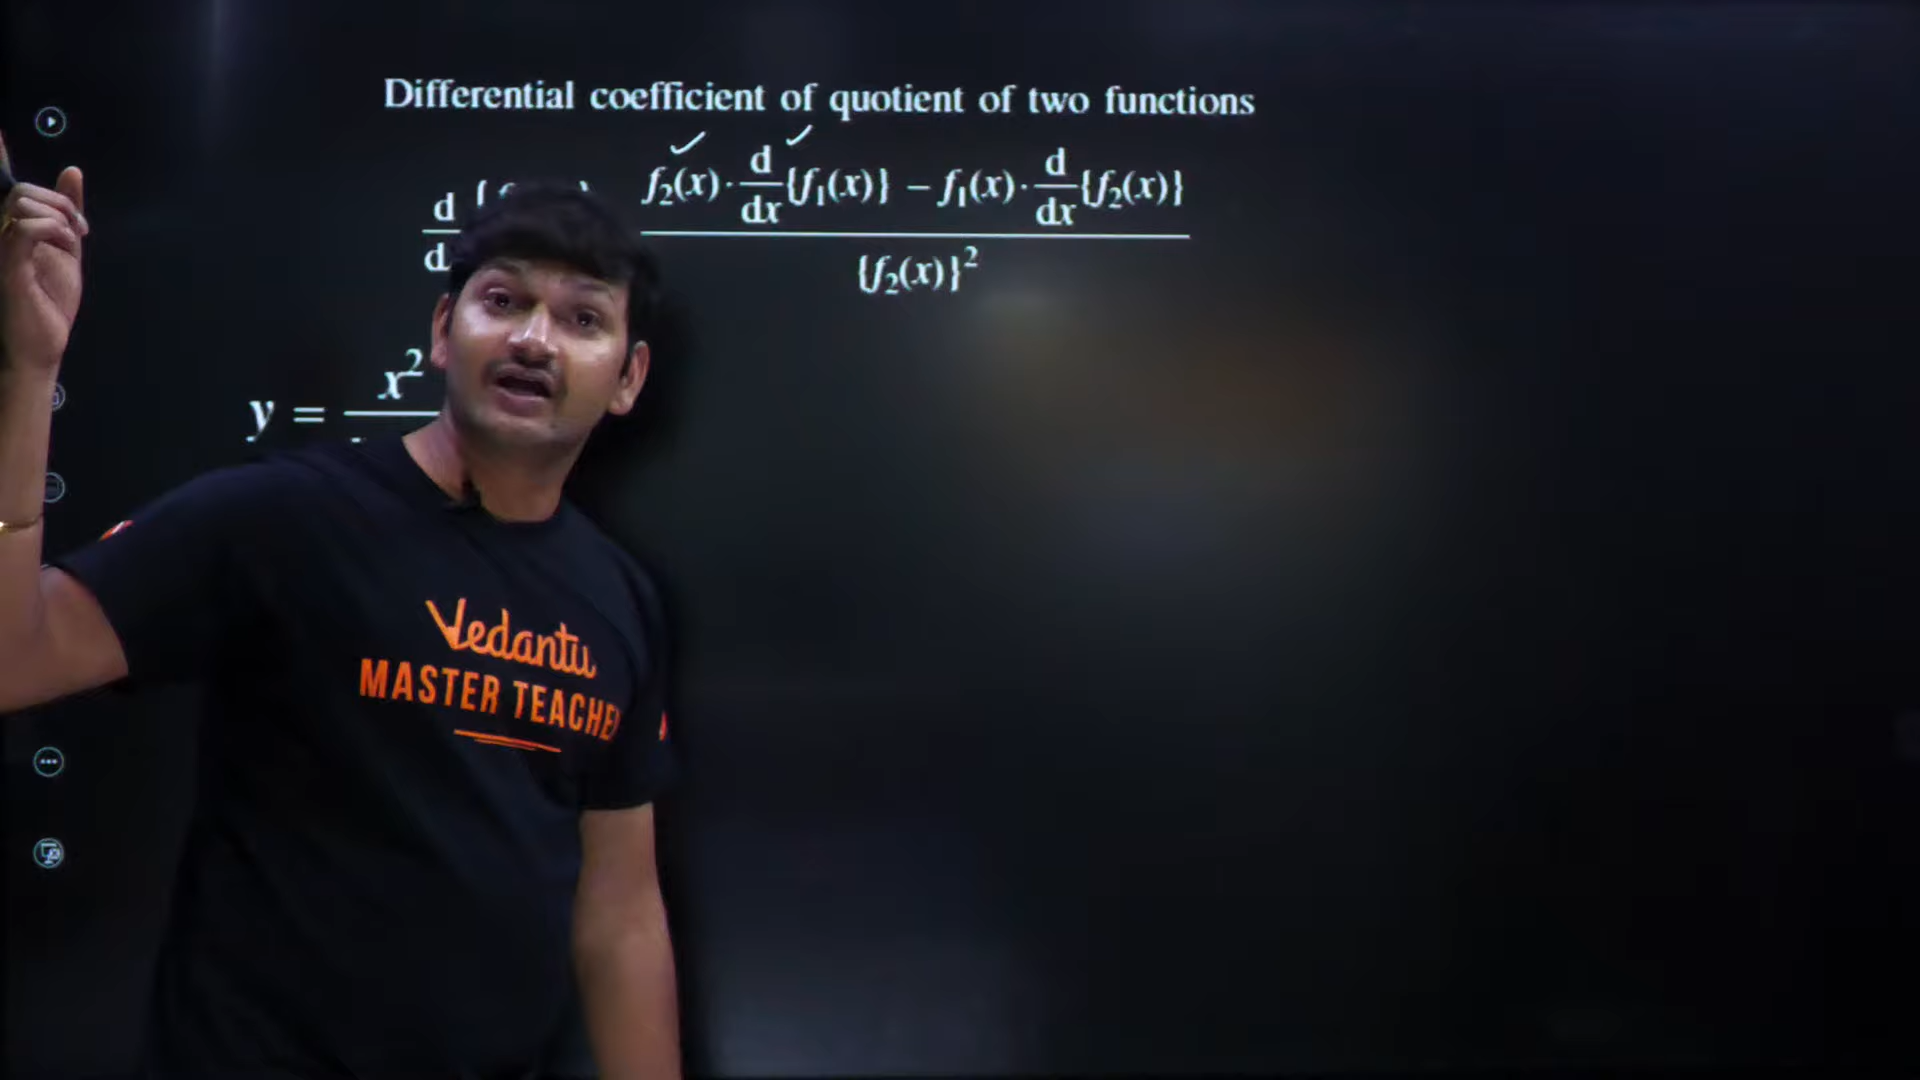 Differential coefficient of quotient of two functions
d f₂(x)·d/dx{f₁(x)} − f₁(x)·d/dx{f₂(x)}
d {f₂(x)}²
y = x²
Vedantu
MASTER TEACHE